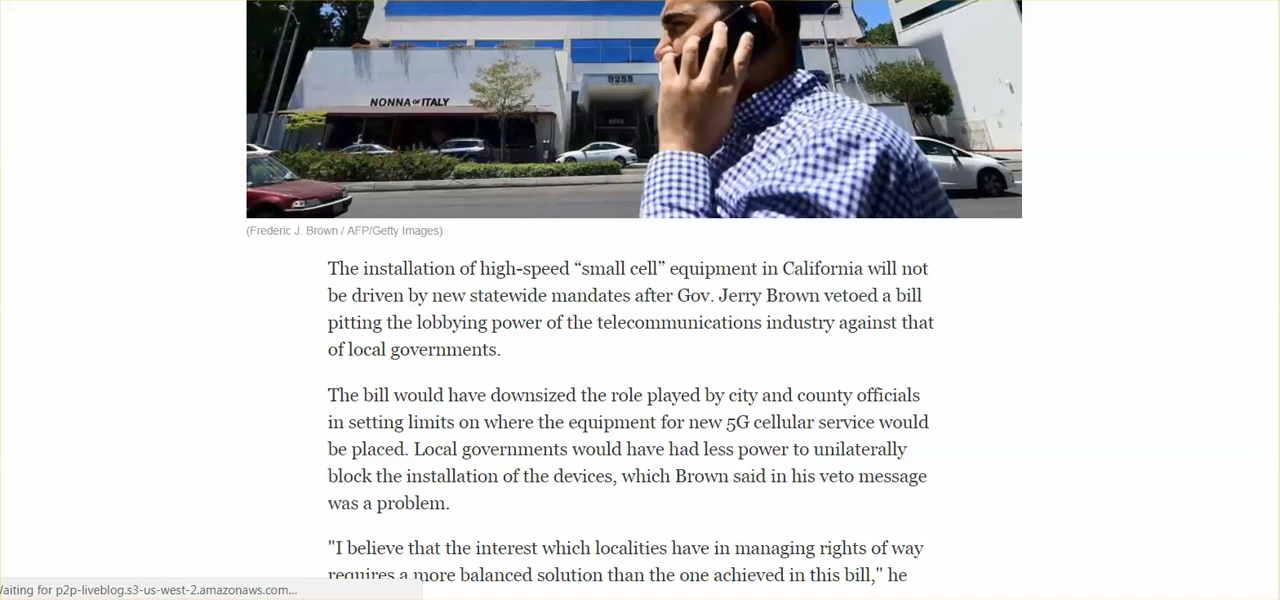 9255
NONNA OF ITALY
(Frederic J. Brown / AFP/Getty Images)
The installation of high-speed “small cell” equipment in California will not
be driven by new statewide mandates after Gov. Jerry Brown vetoed a bill
pitting the lobbying power of the telecommunications industry against that
of local governments.
The bill would have downsized the role played by city and county officials
in setting limits on where the equipment for new 5G cellular service would
be placed. Local governments would have had less power to unilaterally
block the installation of the devices, which Brown said in his veto message
was a problem.
"I believe that the interest which localities have in managing rights of way
requires a more balanced solution than the one achieved in this bill," he
aiting for p2p-liveblog.s3-us-west-2.amazonaws.com...